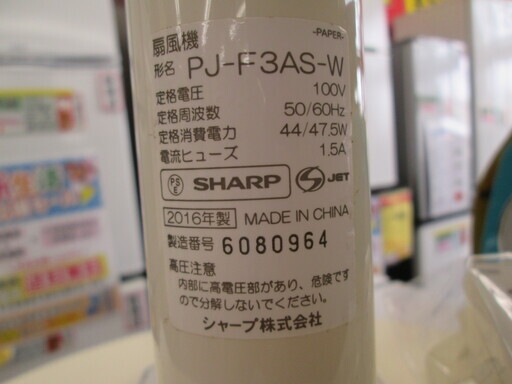 扇風機
-PAPER-
形名 PJ-F3AS-W
定格電圧 100V
定格周波数 50/60Hz
定格消費電力 44/47.5W
電流ヒューズ 1.5A
PSE SHARP S JET
2016年製 MADE IN CHINA
製造番号 6080964
高圧注意
内部に高電圧部があり、危険です
ので分解しないでください。
シャープ株式会社